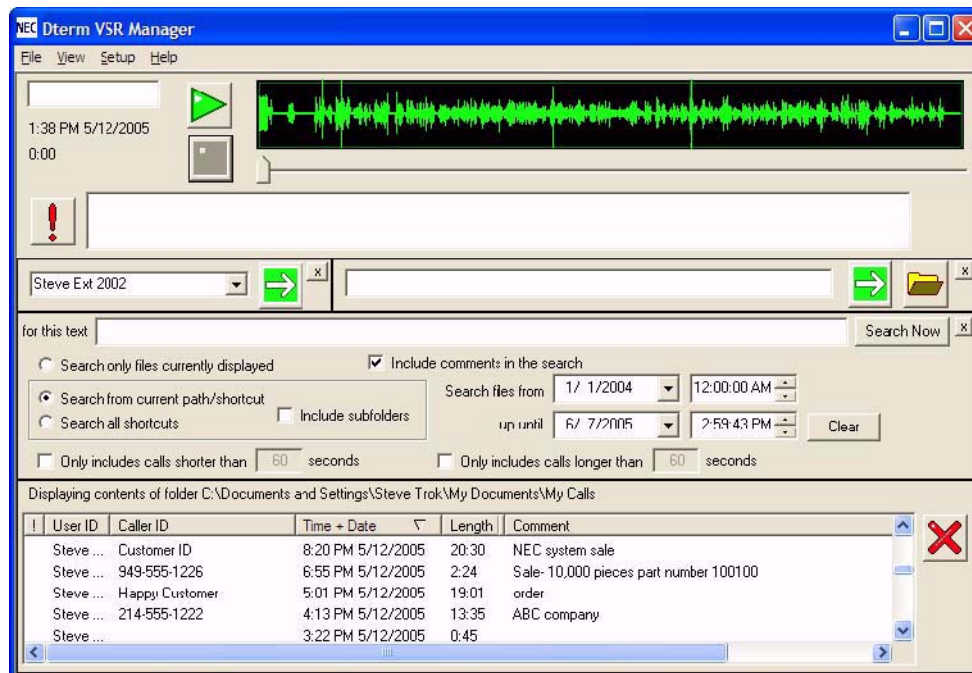 NEC Dterm VSR Manager
File View Setup Help
1:38 PM 5/12/2005
0:00
Steve Ext 2002
x
x
for this text
Search Now
x
Search only files currently displayed
Include comments in the search
Search from current path/shortcut
Search all shortcuts
Include subfolders
Search files from 1/ 1/2004 12:00:00 AM
up until 6/ 7/2005 2:59:43 PM Clear
Only includes calls shorter than 60 seconds
Only includes calls longer than 60 seconds
Displaying contents of folder C:\Documents and Settings\Steve Trok\My Documents\My Calls
! User ID Caller ID Time + Date Length Comment
Steve ... Customer ID 8:20 PM 5/12/2005 20:30 NEC system sale
Steve ... 949-555-1226 6:55 PM 5/12/2005 2:24 Sale- 10,000 pieces part number 100100
Steve ... Happy Customer 5:01 PM 5/12/2005 19:01 order
Steve ... 214-555-1222 4:13 PM 5/12/2005 13:35 ABC company
Steve ... 3:22 PM 5/12/2005 0:45